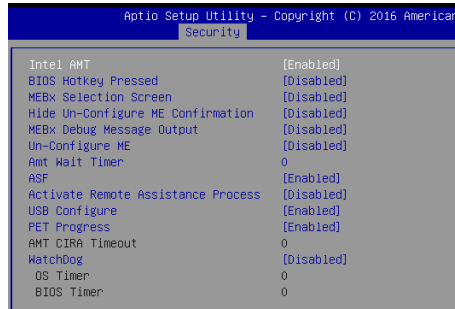 Aptio Setup Utility – Copyright (C) 2016 American
Security
Intel AMT [Enabled]
BIOS Hotkey Pressed [Disabled]
MEBx Selection Screen [Disabled]
Hide Un-Configure ME Confirmation [Disabled]
MEBx Debug Message Output [Disabled]
Un-Configure ME [Disabled]
Amt Wait Timer 0
ASF [Enabled]
Activate Remote Assistance Process [Disabled]
USB Configure [Enabled]
PET Progress [Enabled]
AMT CIRA Timeout 0
WatchDog [Disabled]
OS Timer 0
BIOS Timer 0